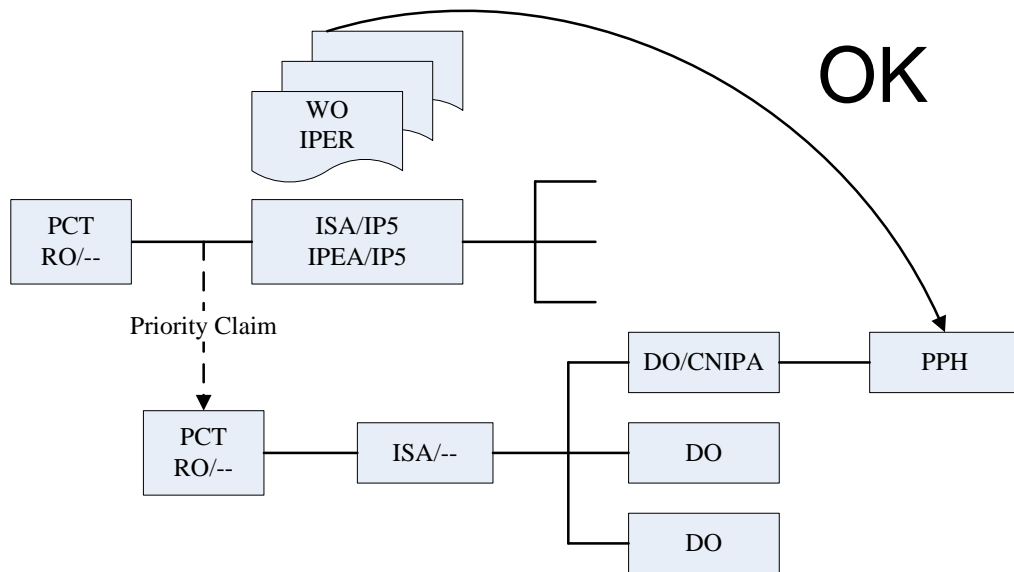 OK
WO
IPER
PCT
RO/--
ISA/IP5
IPEA/IP5
Priority Claim
DO/CNIPA
PPH
PCT
RO/--
ISA/--
DO
DO